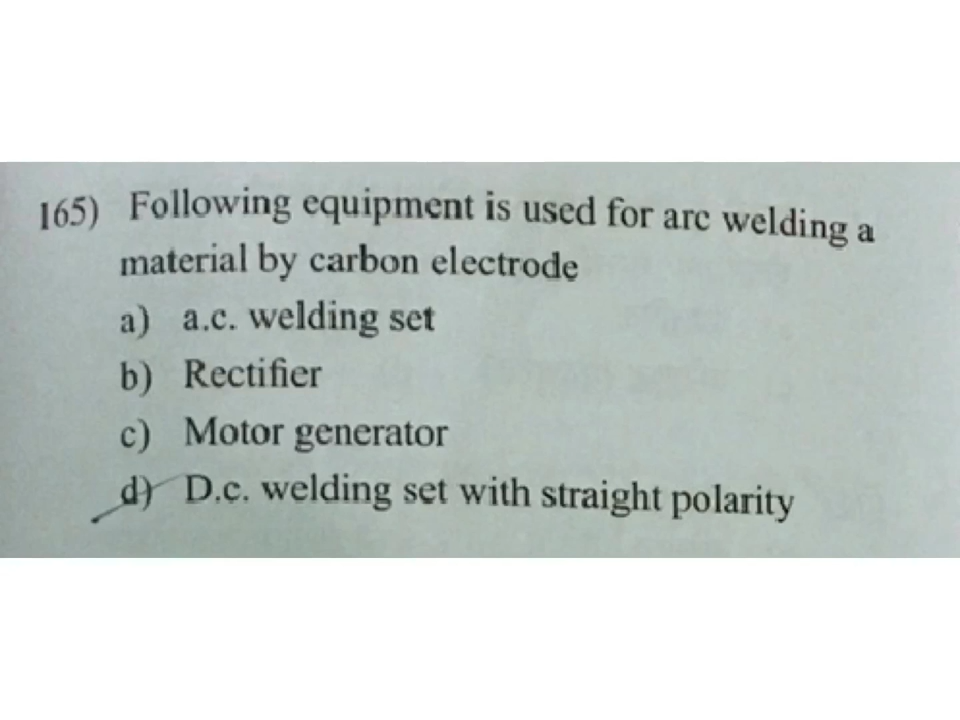 165) Following equipment is used for arc welding a
material by carbon electrode
a) a.c. welding set
b) Rectifier
c) Motor generator
d) D.c. welding set with straight polarity